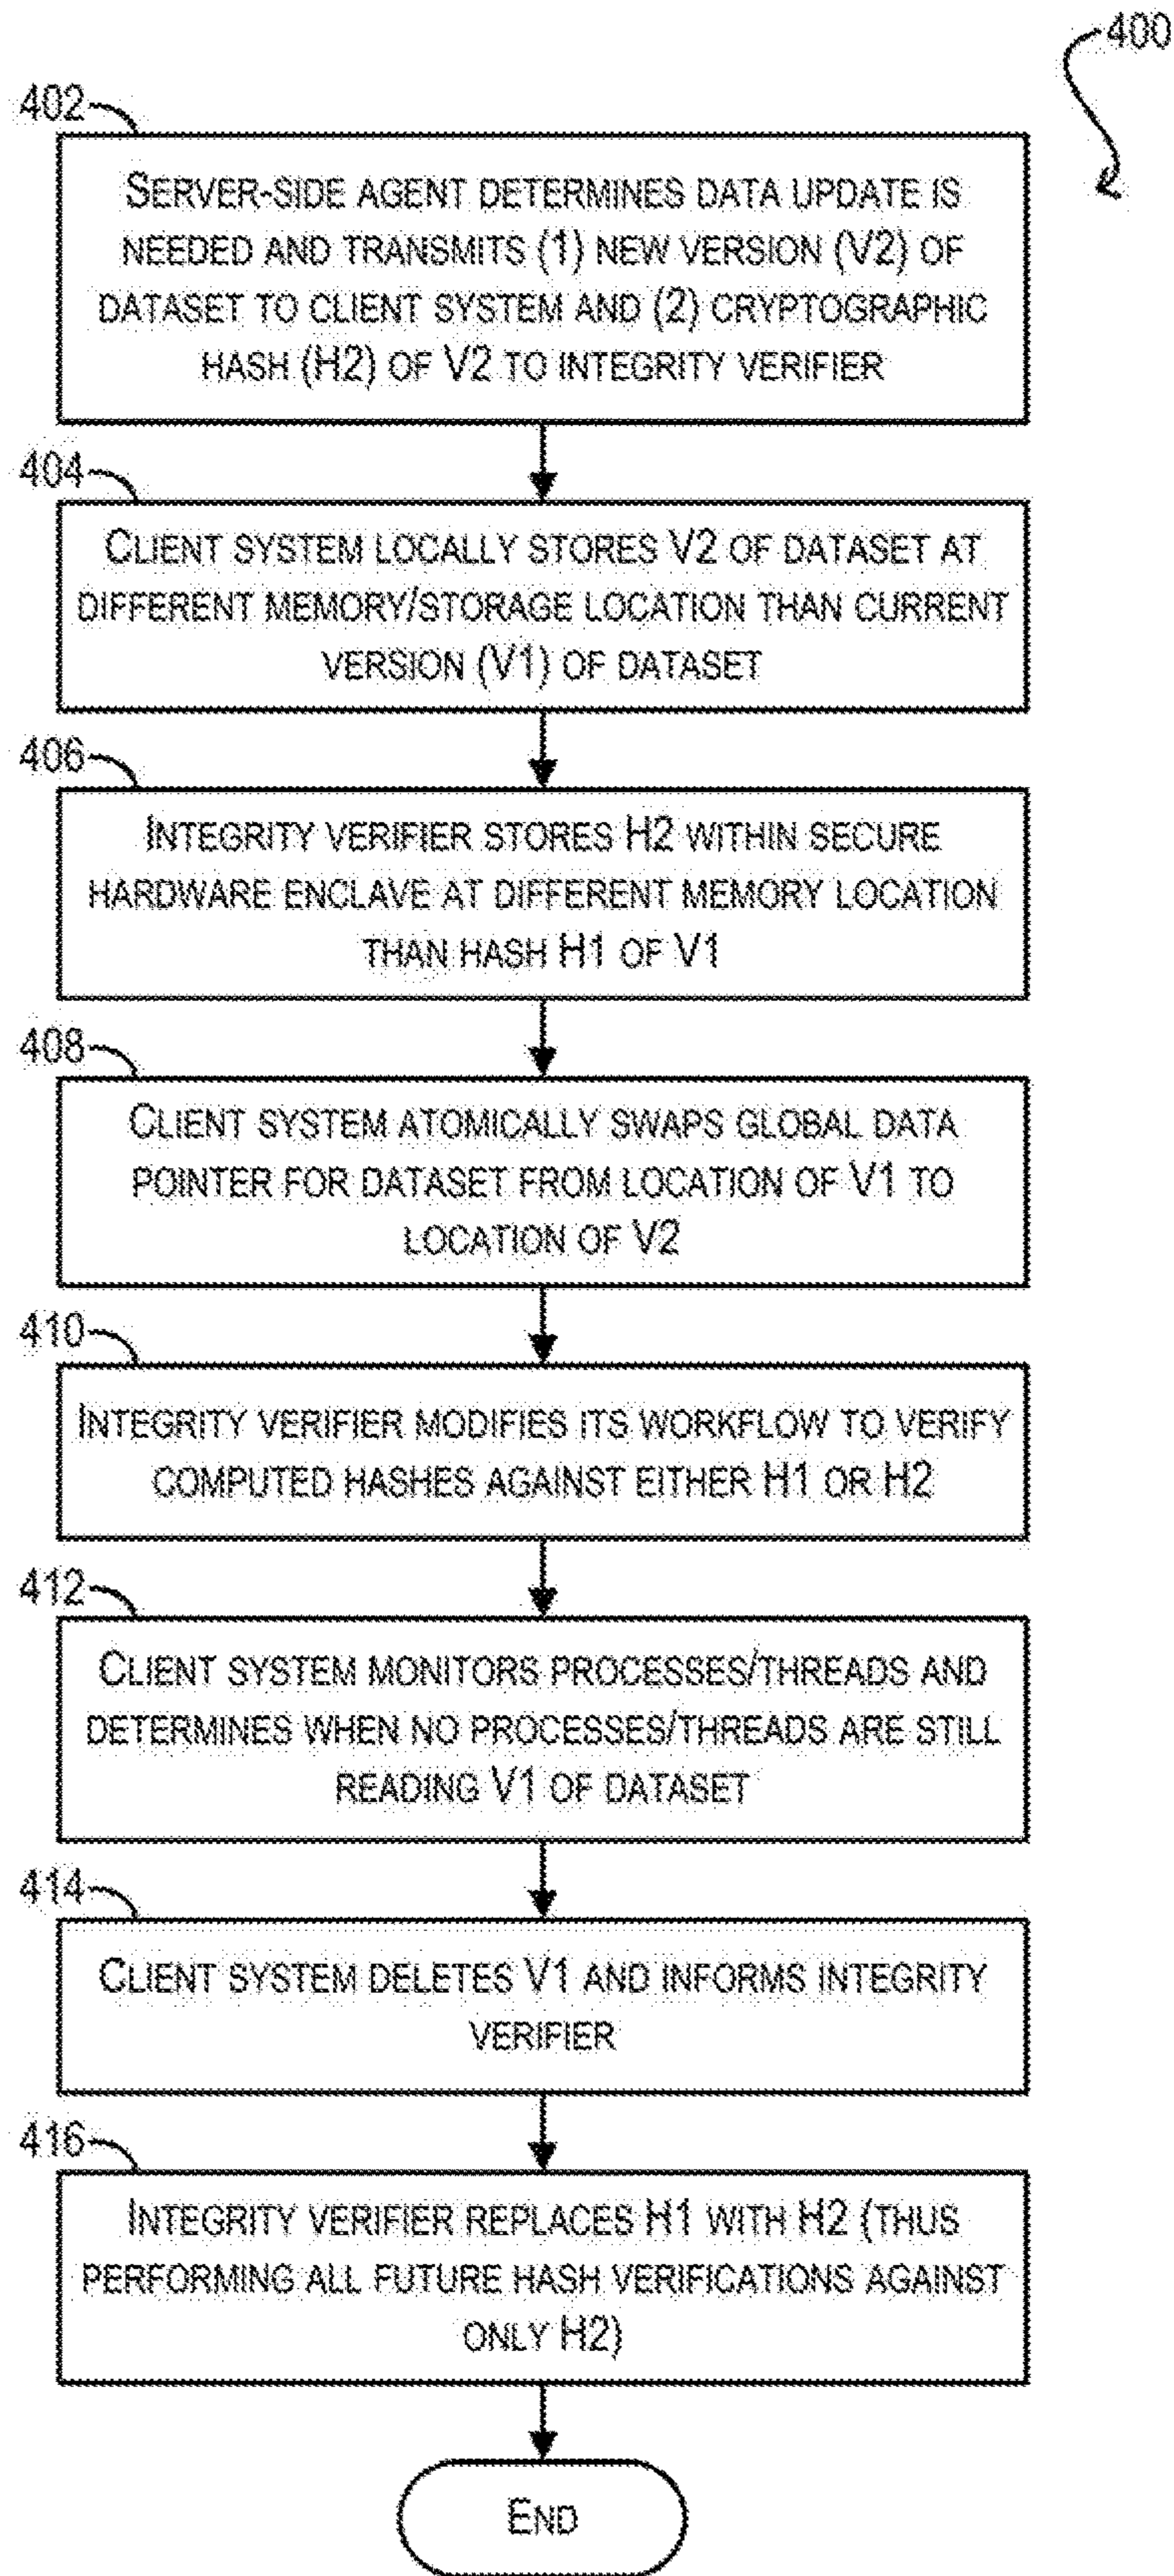 400
402
SERVER-SIDE AGENT DETERMINES DATA UPDATE IS
NEEDED AND TRANSMITS (1) NEW VERSION (V2) OF
DATASET TO CLIENT SYSTEM AND (2) CRYPTOGRAPHIC
HASH (H2) OF V2 TO INTEGRITY VERIFIER
404
CLIENT SYSTEM LOCALLY STORES V2 OF DATASET AT
DIFFERENT MEMORY/STORAGE LOCATION THAN CURRENT
VERSION (V1) OF DATASET
406
INTEGRITY VERIFIER STORES H2 WITHIN SECURE
HARDWARE ENCLAVE AT DIFFERENT MEMORY LOCATION
THAN HASH H1 OF V1
408
CLIENT SYSTEM ATOMICALLY SWAPS GLOBAL DATA
POINTER FOR DATASET FROM LOCATION OF V1 TO
LOCATION OF V2
410
INTEGRITY VERIFIER MODIFIES ITS WORKFLOW TO VERIFY
COMPUTED HASHES AGAINST EITHER H1 OR H2
412
CLIENT SYSTEM MONITORS PROCESSES/THREADS AND
DETERMINES WHEN NO PROCESSES/THREADS ARE STILL
READING V1 OF DATASET
414
CLIENT SYSTEM DELETES V1 AND INFORMS INTEGRITY
VERIFIER
416
INTEGRITY VERIFIER REPLACES H1 WITH H2 (THUS
PERFORMING ALL FUTURE HASH VERIFICATIONS AGAINST
ONLY H2)
END